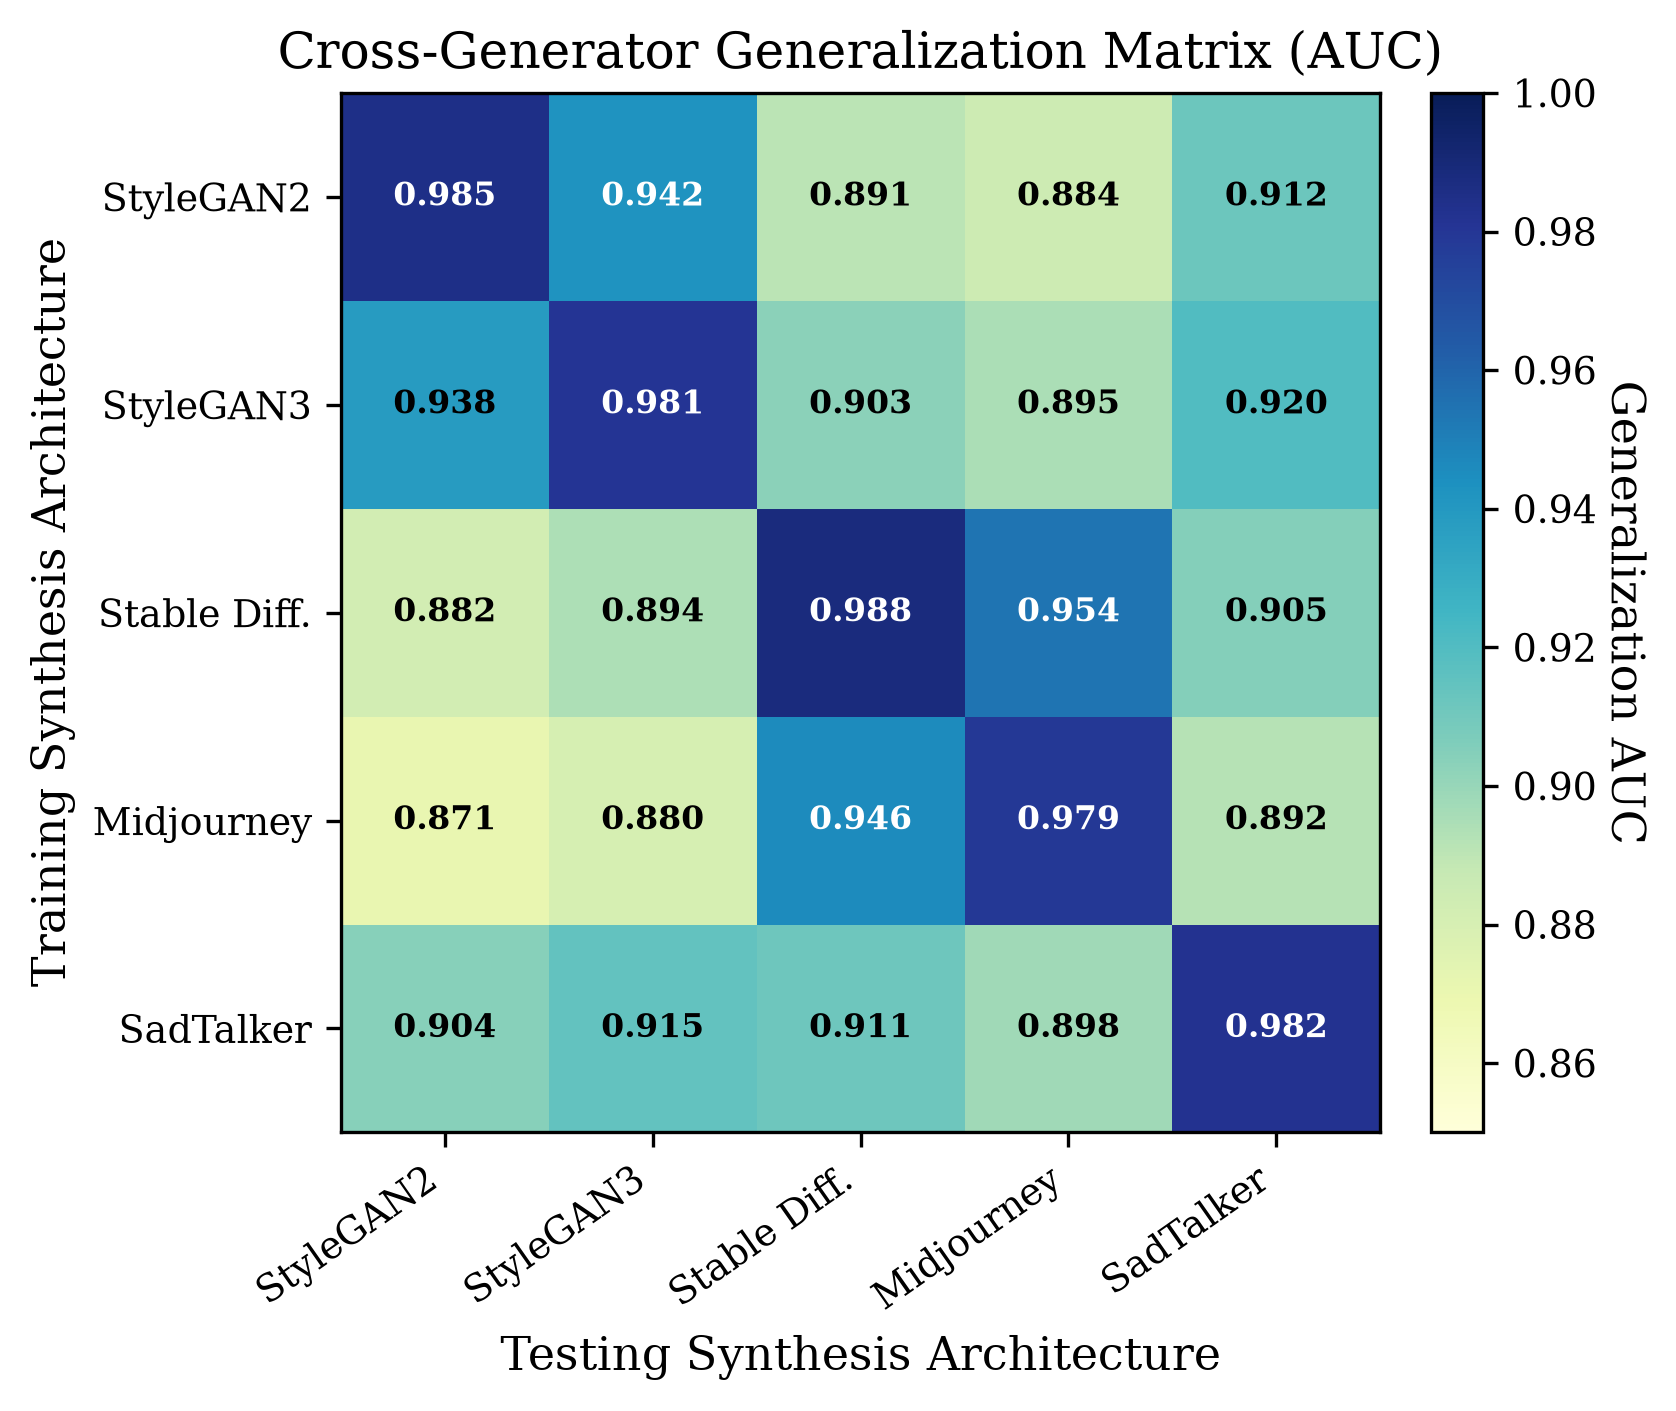 Cross-Generator Generalization Matrix (AUC)
Training Synthesis Architecture
StyleGAN2 0.985 0.942 0.891 0.884 0.912
StyleGAN3 0.938 0.981 0.903 0.895 0.920
Stable Diff. 0.882 0.894 0.988 0.954 0.905
Midjourney 0.871 0.880 0.946 0.979 0.892
SadTalker 0.904 0.915 0.911 0.898 0.982
StyleGAN2 StyleGAN3 Stable Diff. Midjourney SadTalker
Testing Synthesis Architecture
1.00
0.98
0.96
0.94
0.92
0.90
0.88
0.86
Generalization AUC